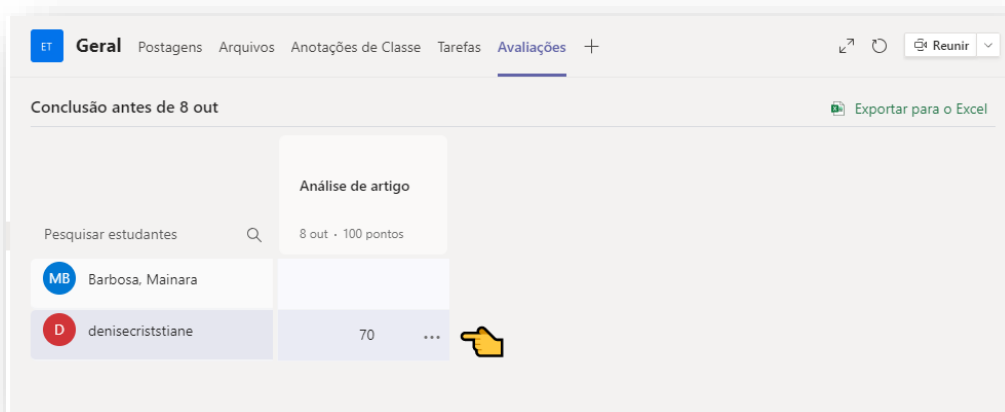 ET Geral Postagens Arquivos Anotações de Classe Tarefas Avaliações Reunir
Conclusão antes de 8 out Exportar para o Excel
Análise de artigo
Pesquisar estudantes 8 out · 100 pontos
MB Barbosa, Mainara
D denisecriststiane 70